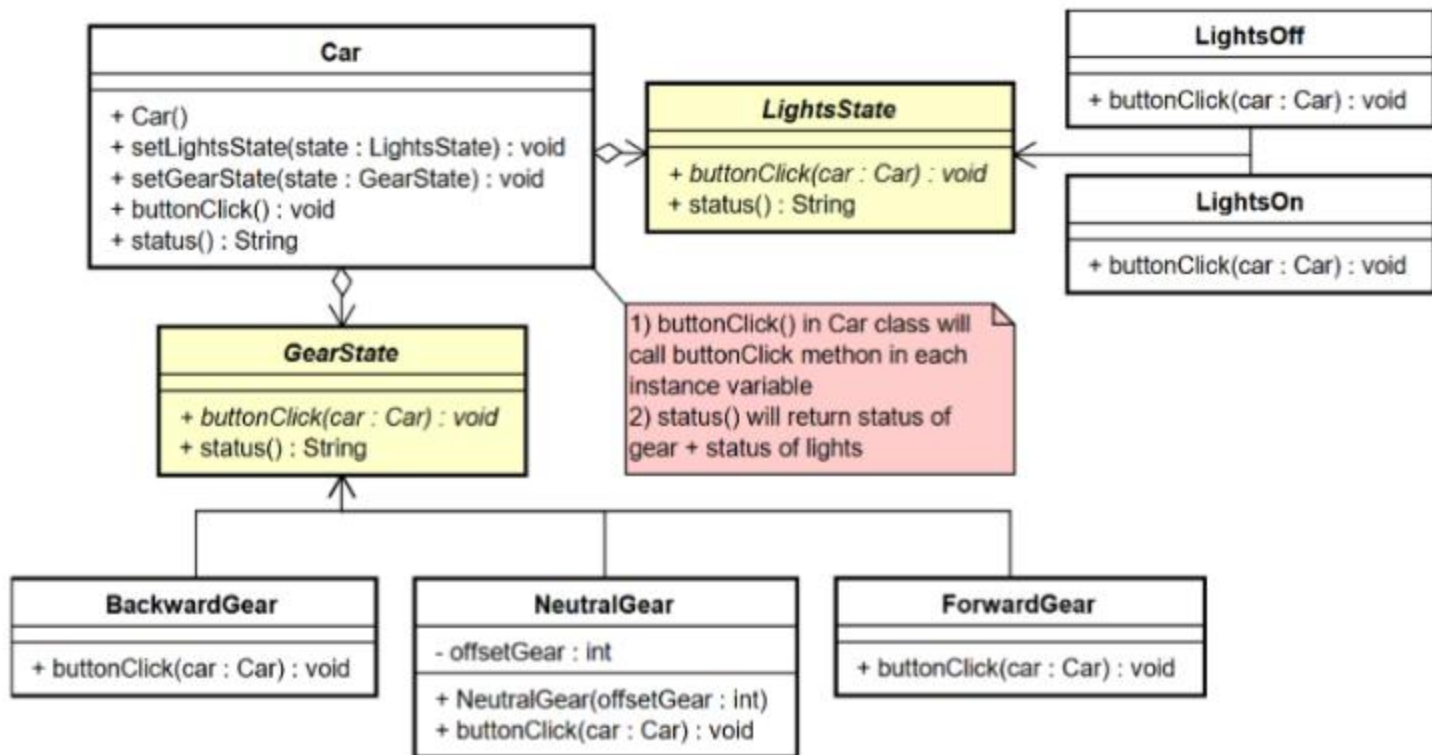 Car
+ Car()
+ setLightsState(state : LightsState) : void
+ setGearState(state : GearState) : void
+ buttonClick() : void
+ status() : String
LightsState
+ buttonClick(car : Car) : void
+ status() : String
LightsOff
+ buttonClick(car : Car) : void
LightsOn
+ buttonClick(car : Car) : void
1) buttonClick() in Car class will
call buttonClick methon in each
instance variable
2) status() will return status of
gear + status of lights
GearState
+ buttonClick(car : Car) : void
+ status() : String
BackwardGear
+ buttonClick(car : Car) : void
NeutralGear
- offsetGear : int
+ NeutralGear(offsetGear : int)
+ buttonClick(car : Car) : void
ForwardGear
+ buttonClick(car : Car) : void